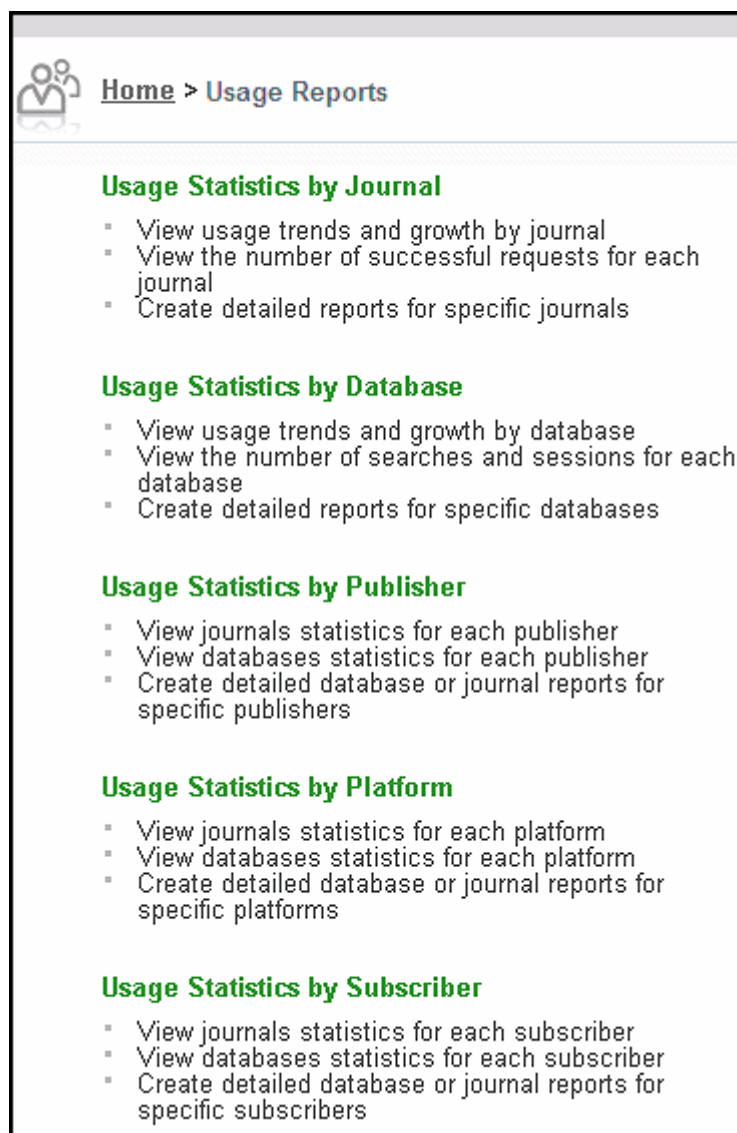 Home > Usage Reports
Usage Statistics by Journal
View usage trends and growth by journal
View the number of successful requests for each
journal
Create detailed reports for specific journals
Usage Statistics by Database
View usage trends and growth by database
View the number of searches and sessions for each
database
Create detailed reports for specific databases
Usage Statistics by Publisher
View journals statistics for each publisher
View databases statistics for each publisher
Create detailed database or journal reports for
specific publishers
Usage Statistics by Platform
View journals statistics for each platform
View databases statistics for each platform
Create detailed database or journal reports for
specific platforms
Usage Statistics by Subscriber
View journals statistics for each subscriber
View databases statistics for each subscriber
Create detailed database or journal reports for
specific subscribers